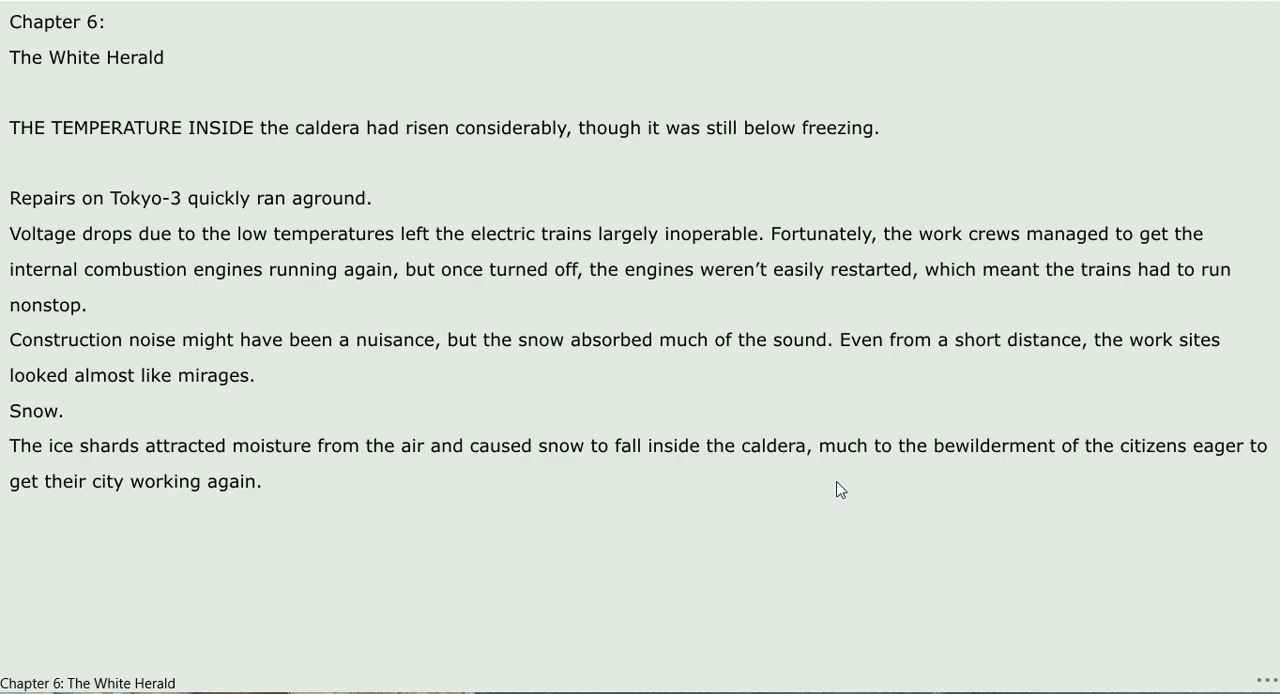 Chapter 6:
The White Herald
THE TEMPERATURE INSIDE the caldera had risen considerably, though it was still below freezing.
Repairs on Tokyo-3 quickly ran aground.
Voltage drops due to the low temperatures left the electric trains largely inoperable. Fortunately, the work crews managed to get the
internal combustion engines running again, but once turned off, the engines weren’t easily restarted, which meant the trains had to run
nonstop.
Construction noise might have been a nuisance, but the snow absorbed much of the sound. Even from a short distance, the work sites
looked almost like mirages.
Snow.
The ice shards attracted moisture from the air and caused snow to fall inside the caldera, much to the bewilderment of the citizens eager to
get their city working again.
Chapter 6: The White Herald